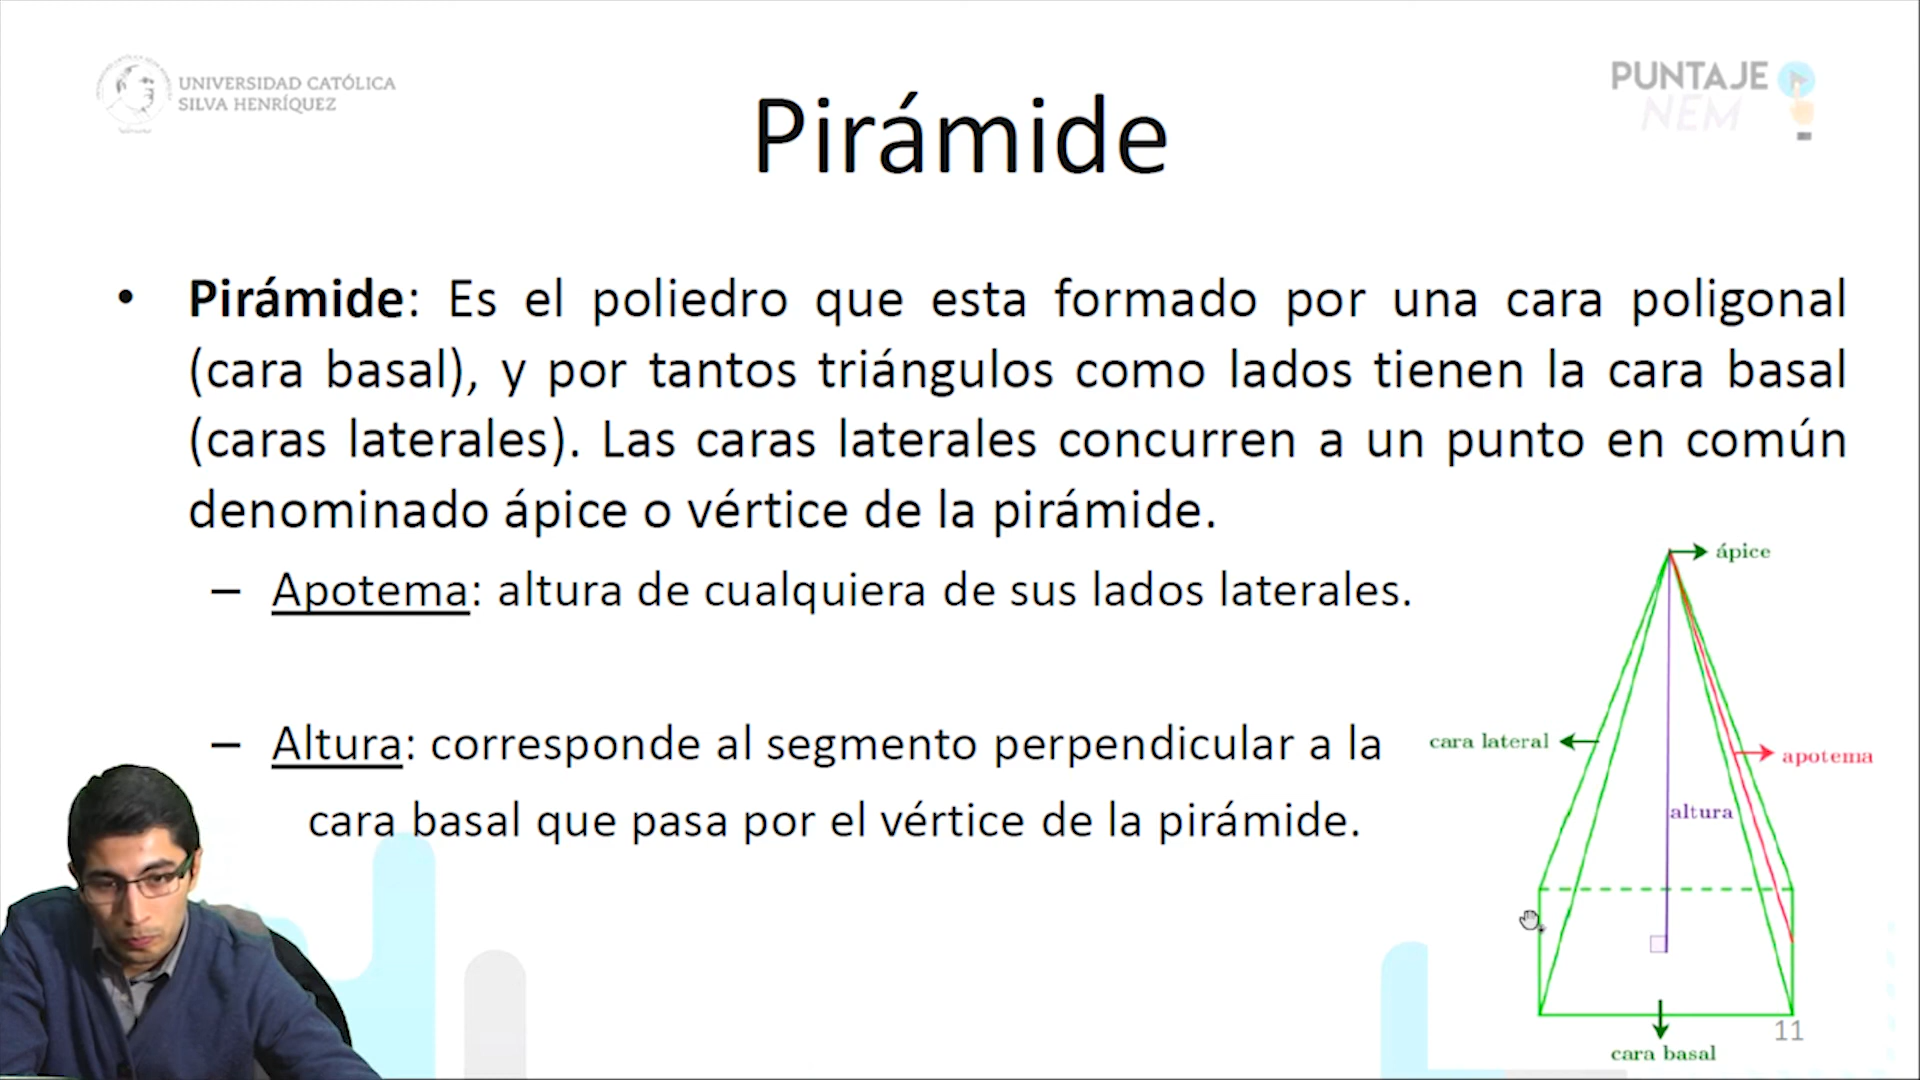 UNIVERSIDAD CATÓLICA
SILVA HENRÍQUEZ
PUNTAJE
NEM
Pirámide
• Pirámide: Es el poliedro que esta formado por una cara poligonal
(cara basal), y por tantos triángulos como lados tienen la cara basal
(caras laterales). Las caras laterales concurren a un punto en común
denominado ápice o vértice de la pirámide.
– Apotema: altura de cualquiera de sus lados laterales.
– Altura: corresponde al segmento perpendicular a la
cara basal que pasa por el vértice de la pirámide.
ápice
cara lateral
apotema
altura
cara basal
11